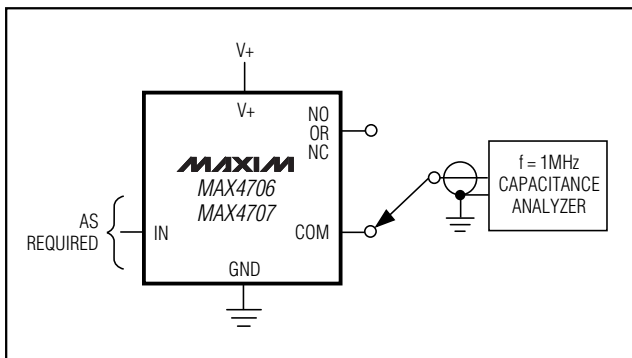 V+
V+
NO
OR
NC
MAXIM
MAX4706
MAX4707
AS
REQUIRED
IN
COM
GND
f = 1MHz
CAPACITANCE
ANALYZER